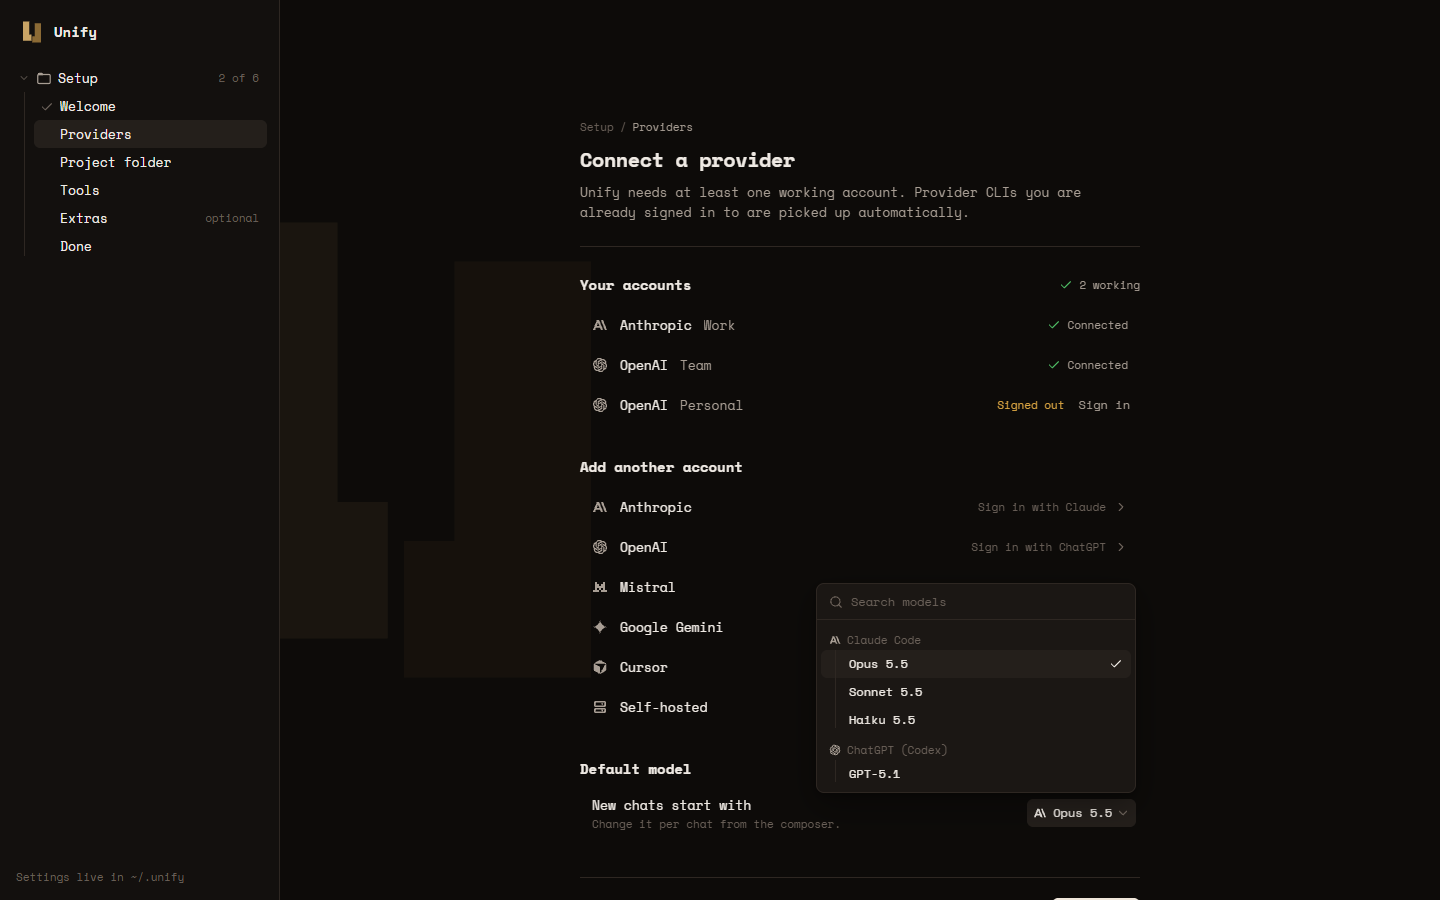 Unify
Setup 2 of 6
Welcome
Providers
Project folder
Tools
Extras optional
Done
Settings live in ~/.unify
Setup / Providers
Connect a provider
Unify needs at least one working account. Provider CLIs you are
already signed in to are picked up automatically.
Your accounts 2 working
Anthropic Work Connected
OpenAI Team Connected
OpenAI Personal Signed out Sign in
Add another account
Anthropic Sign in with Claude
OpenAI Sign in with ChatGPT
Mistral
Google Gemini
Cursor
Self-hosted
Search models
Claude Code
Opus 5.5
Sonnet 5.5
Haiku 5.5
ChatGPT (Codex)
GPT-5.1
Default model
New chats start with
Change it per chat from the composer.
Opus 5.5